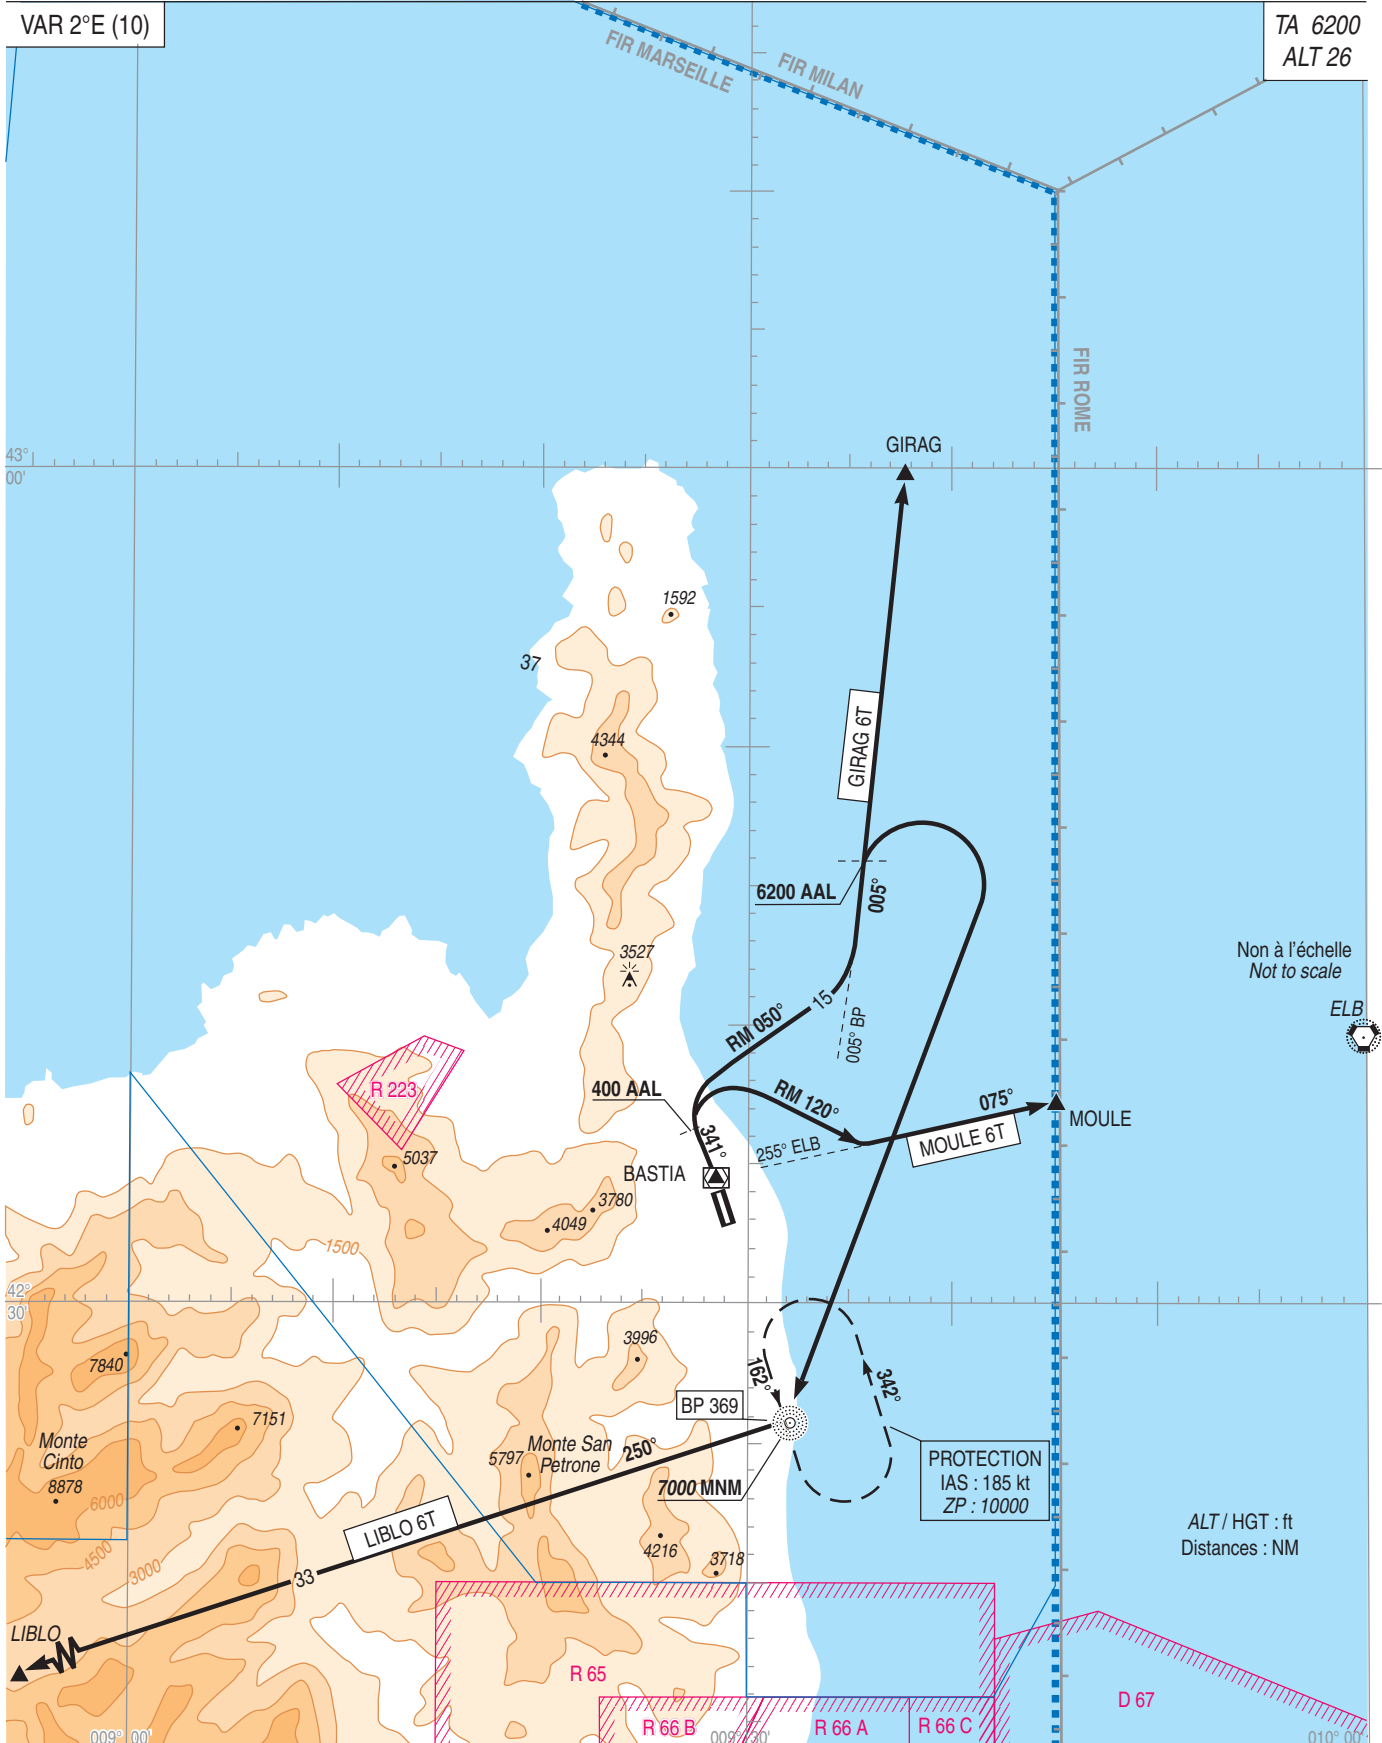 VAR 2°E (10)
TA 6200
ALT 26
FIR MARSEILLE
FIR MILAN
FIR ROME
GIRAG
43°
00'
1592
37
GIRAG 6T
4344
6200 AAL
005°
3527
Non à l'échelle
Not to scale
ELB
15
RM 050°
005° BP
R 223
400 AAL
RM 120°
075°
MOULE
341°
MOULE 6T
255° ELB
5037
BASTIA
3780
4049
1500
42°
30'
3996
7840
162°
342°
BP 369
7151
Monte
Cinto
8878
Monte San
Petrone
5797
250°
7000 MNM
PROTECTION
IAS : 185 kt
ZP : 10000
6000
LIBLO 6T
ALT / HGT : ft
Distances : NM
4216
3718
4500
3000
33
LIBLO
R 65
D 67
R 66 B
R 66 A
R 66 C
009° 00'
009° 30'
010° 00'